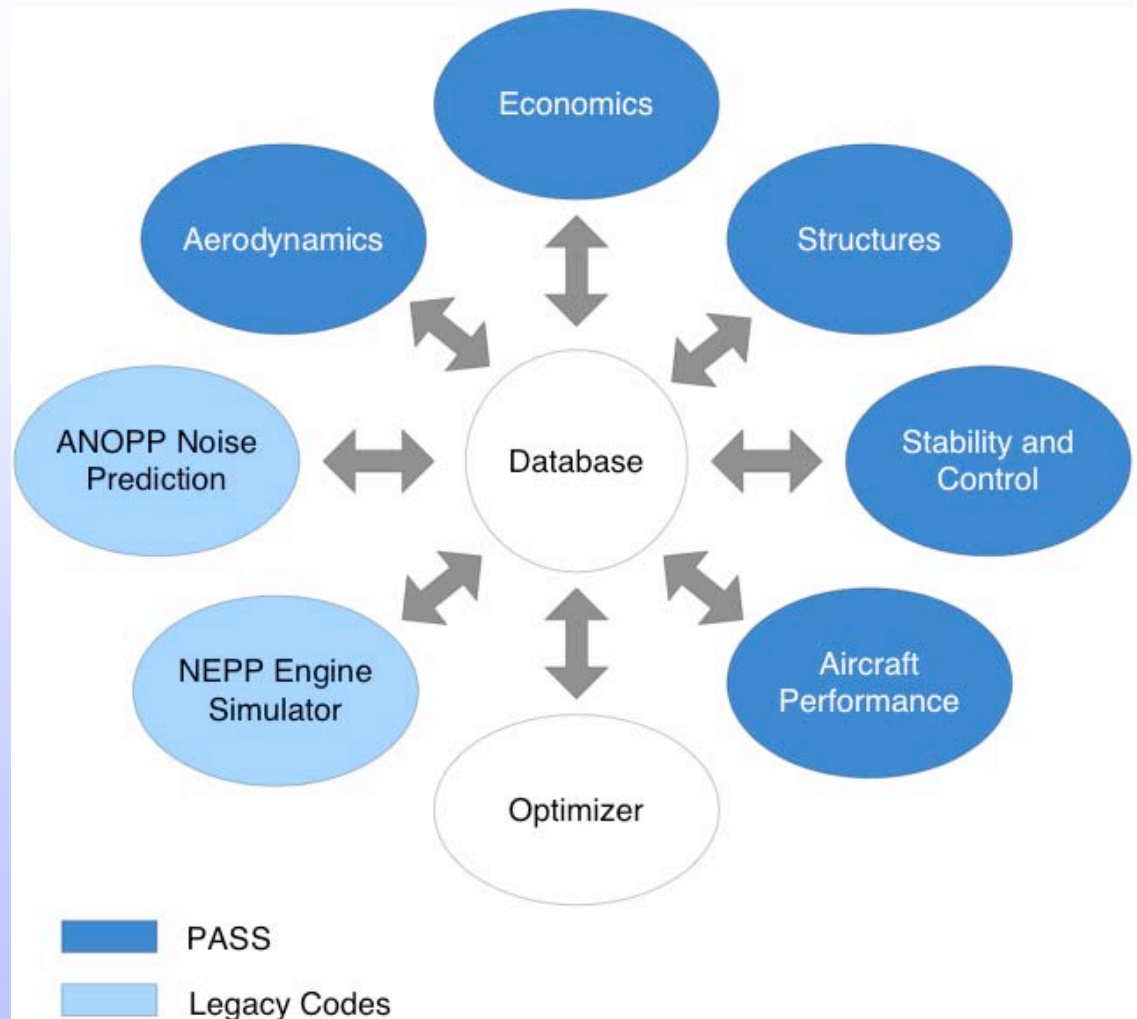 Economics
Aerodynamics
Structures
ANOPP Noise
Prediction
Database
Stability and
Control
NEPP Engine
Simulator
Aircraft
Performance
Optimizer
PASS
Legacy Codes